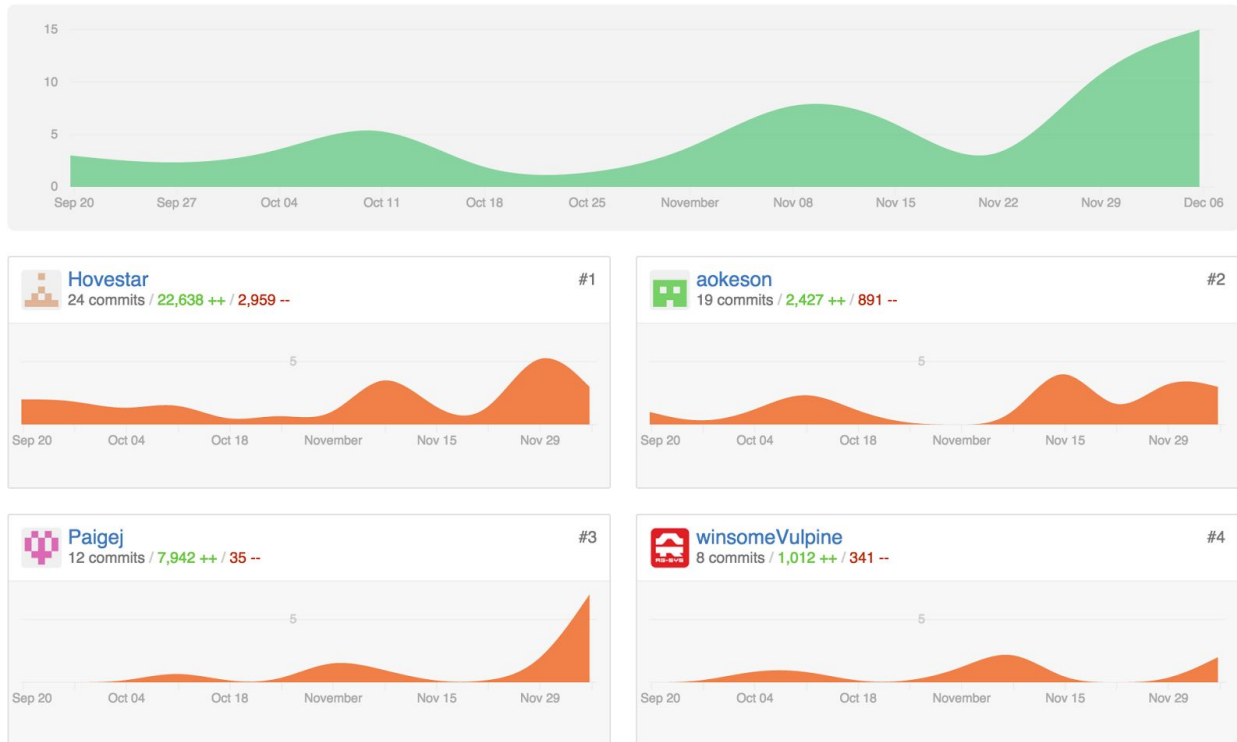 15
10
5
0
Sep 20 Sep 27 Oct 04 Oct 11 Oct 18 Oct 25 November Nov 08 Nov 15 Nov 22 Nov 29 Dec 06
Hovestar #1
24 commits / 22,638 ++ / 2,959 --
5
Sep 20 Oct 04 Oct 18 November Nov 15 Nov 29
aokeson #2
19 commits / 2,427 ++ / 891 --
5
Sep 20 Oct 04 Oct 18 November Nov 15 Nov 29
Paigej #3
12 commits / 7,942 ++ / 35 --
5
Sep 20 Oct 04 Oct 18 November Nov 15 Nov 29
winsomeVulpine #4
8 commits / 1,012 ++ / 341 --
5
Sep 20 Oct 04 Oct 18 November Nov 15 Nov 29